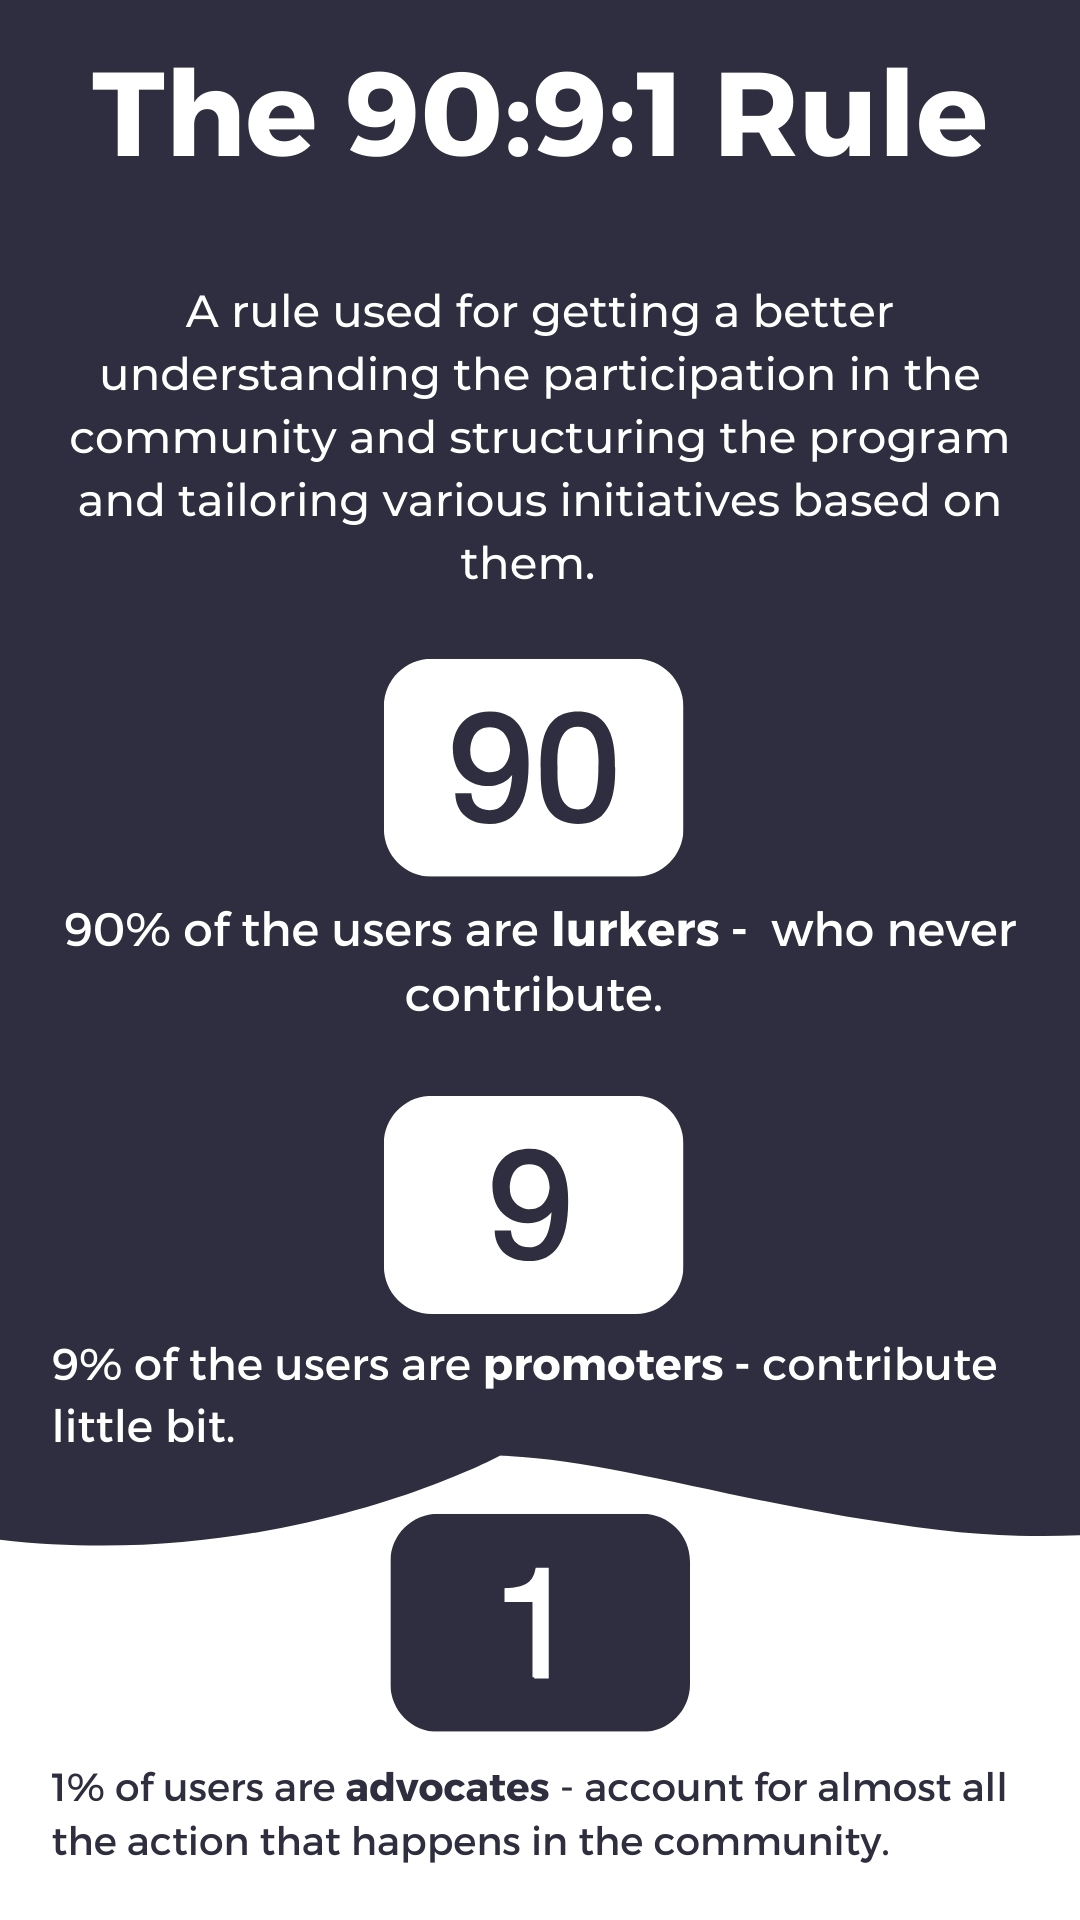 The 90:9:1 Rule
A rule used for getting a better
understanding the participation in the
community and structuring the program
and tailoring various initiatives based on
them.
90
90% of the users are lurkers -  who never
contribute.
9
9% of the users are promoters - contribute
little bit.
1
1% of users are advocates - account for almost all
the action that happens in the community.